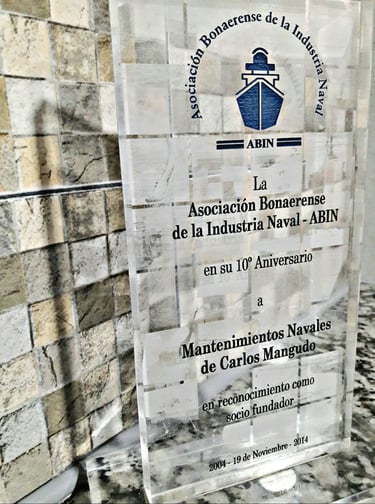 Asociación Bonaerense de la Industria Naval
ABIN
La
Asociación Bonaerense
de la Industria Naval - ABIN
en su 10º Aniversario
a
Mantenimientos Navales
de Carlos Mangudo
en reconocimiento como
socio fundador
2004 - 19 de Noviembre - 2014